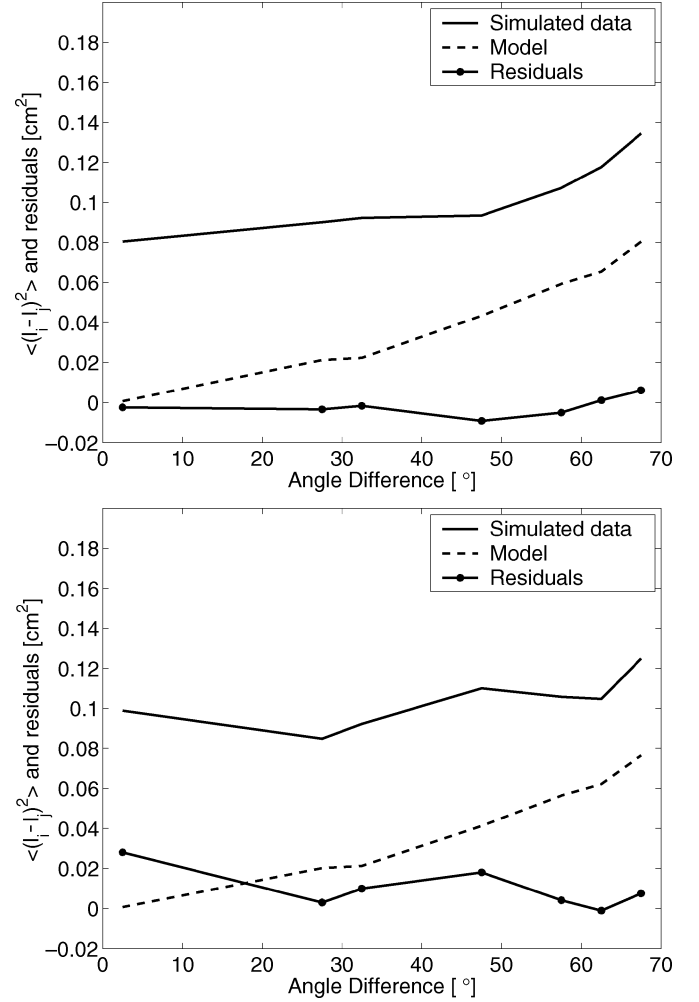 Simulated data
Model
Residuals
0.18
0.16
0.14
0.12
0.1
0.08
0.06
0.04
0.02
0
−0.02
<(l_i - l_j)^2> and residuals [cm^2]
0 10 20 30 40 50 60 70
Angle Difference [ °]
Simulated data
Model
Residuals
0.18
0.16
0.14
0.12
0.1
0.08
0.06
0.04
0.02
0
−0.02
<(l_i - l_j)^2> and residuals [cm^2]
0 10 20 30 40 50 60 70
Angle Difference [ °]